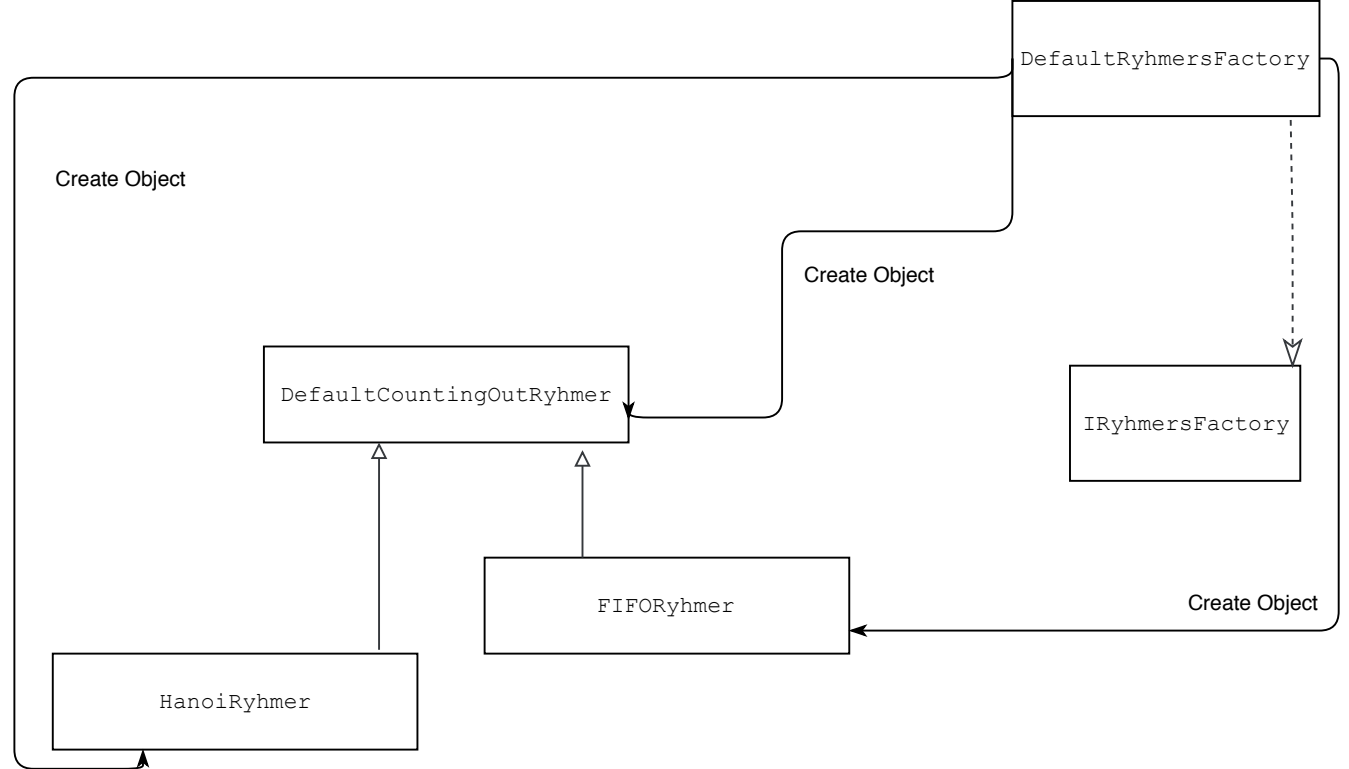 DefaultRyhmersFactory
Create Object
Create Object
DefaultCountingOutRyhmer
IRyhmersFactory
FIFORyhmer
Create Object
HanoiRyhmer